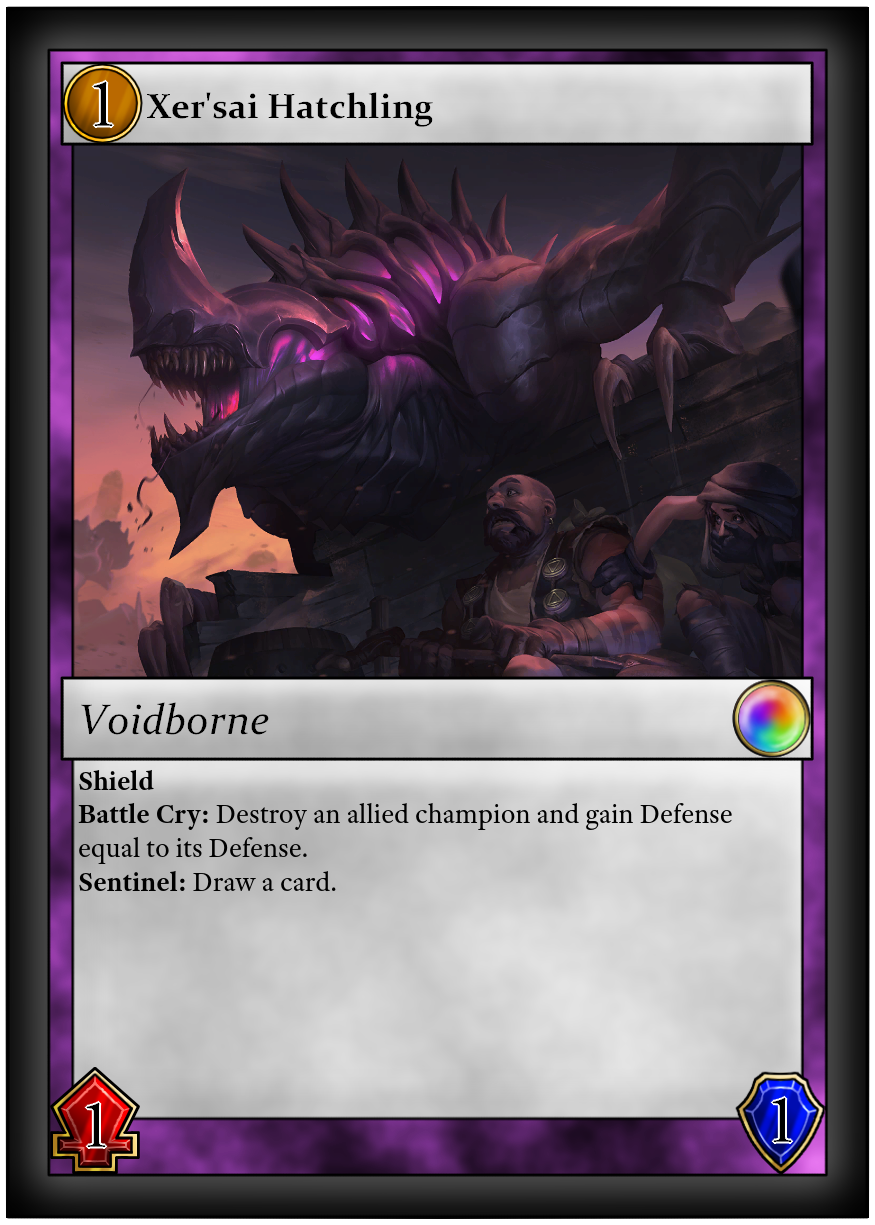 1 Xer'sai Hatchling
Voidborne
Shield
Battle Cry: Destroy an allied champion and gain Defense
equal to its Defense.
Sentinel: Draw a card.
1 1